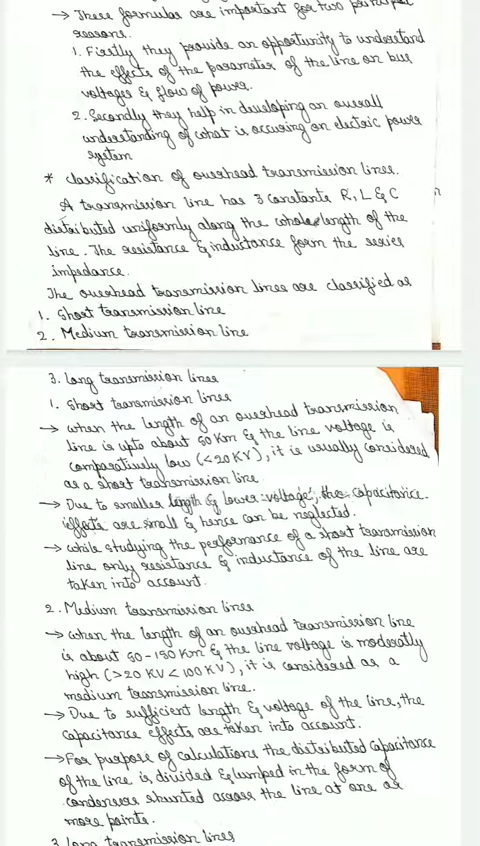 → These formulas are important for two principal
reasons.
1. Firstly they provide an opportunity to understand
the effects of the parameter of the line on bus
voltages & flow of power.
2. Secondly they help in developing an overall
understanding of what is occuring on electric power
system
* Classification of overhead transmission lines.
A transmission line has 3 constants R, L & C
distributed uniformly along the whole length of the
line. The resistance & inductance form the series
impedance.
The overhead transmission lines are classified as
1. Short transmission line
2. Medium transmission line
3. Long transmission lines
1. Short transmission lines
→ When the length of an overhead transmission
line is upto about 50 Km & the line voltage is
comparatively low (<20KV), it is usually considered
as a short transmission line.
→ Due to smaller length & lower voltage, the capacitance
effects are small & hence can be neglected.
→ While studying the performance of a short transmission
line only resistance & inductance of the line are
taken into account.
2. Medium transmission lines
→ When the length of an overhead transmission line
is about 50-150 Km & the line voltage is moderatly
high (>20 KV < 100 KV), it is considered as a
medium transmission line.
→ Due to sufficient length & voltage of the line, the
capacitance effects are taken into account.
→ For purpose of calculations the distributed capacitance
of the line is divided & lumped in the form of
condensers shunted across the line at one or
more points.
3 Long transmission lines